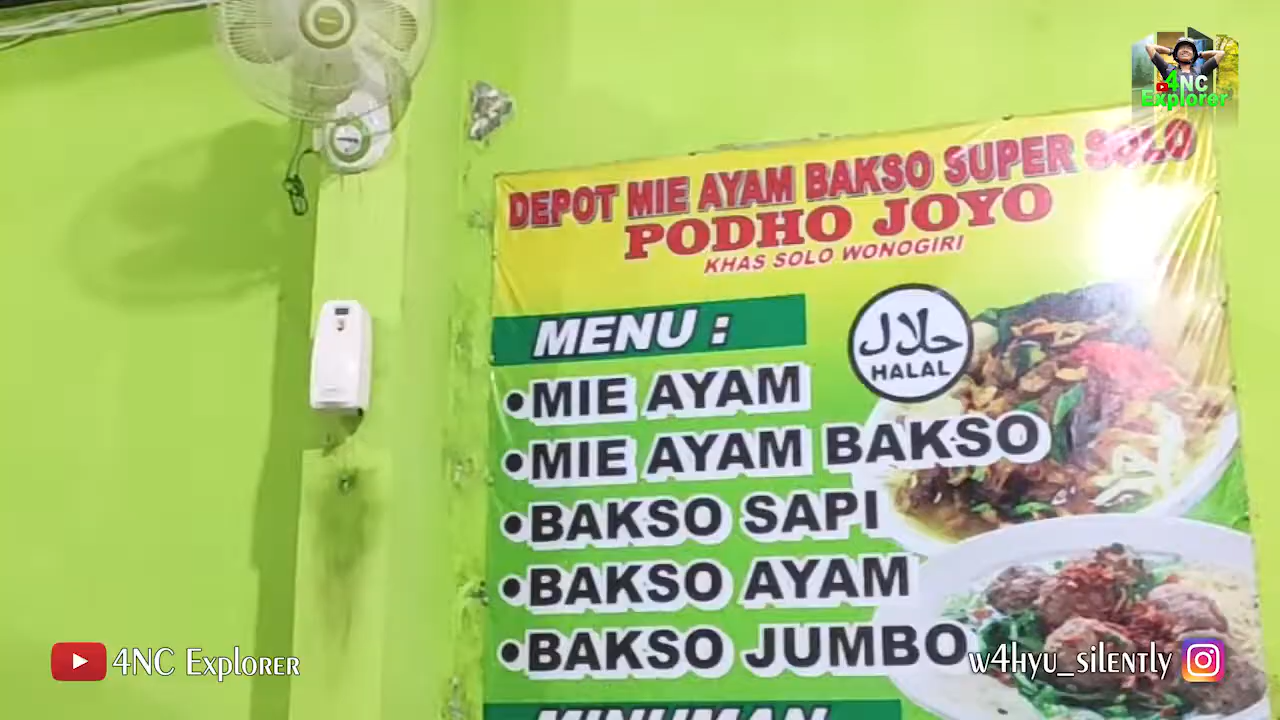 4NC
Explorer
DEPOT MIE AYAM BAKSO SUPER SOLO
PODHO JOYO
KHAS SOLO WONOGIRI
MENU :
حلال
HALAL
•MIE AYAM
•MIE AYAM BAKSO
•BAKSO SAPI
•BAKSO AYAM
•BAKSO JUMBO
MINUMAN
4NC Explorer
w4hyu_silently